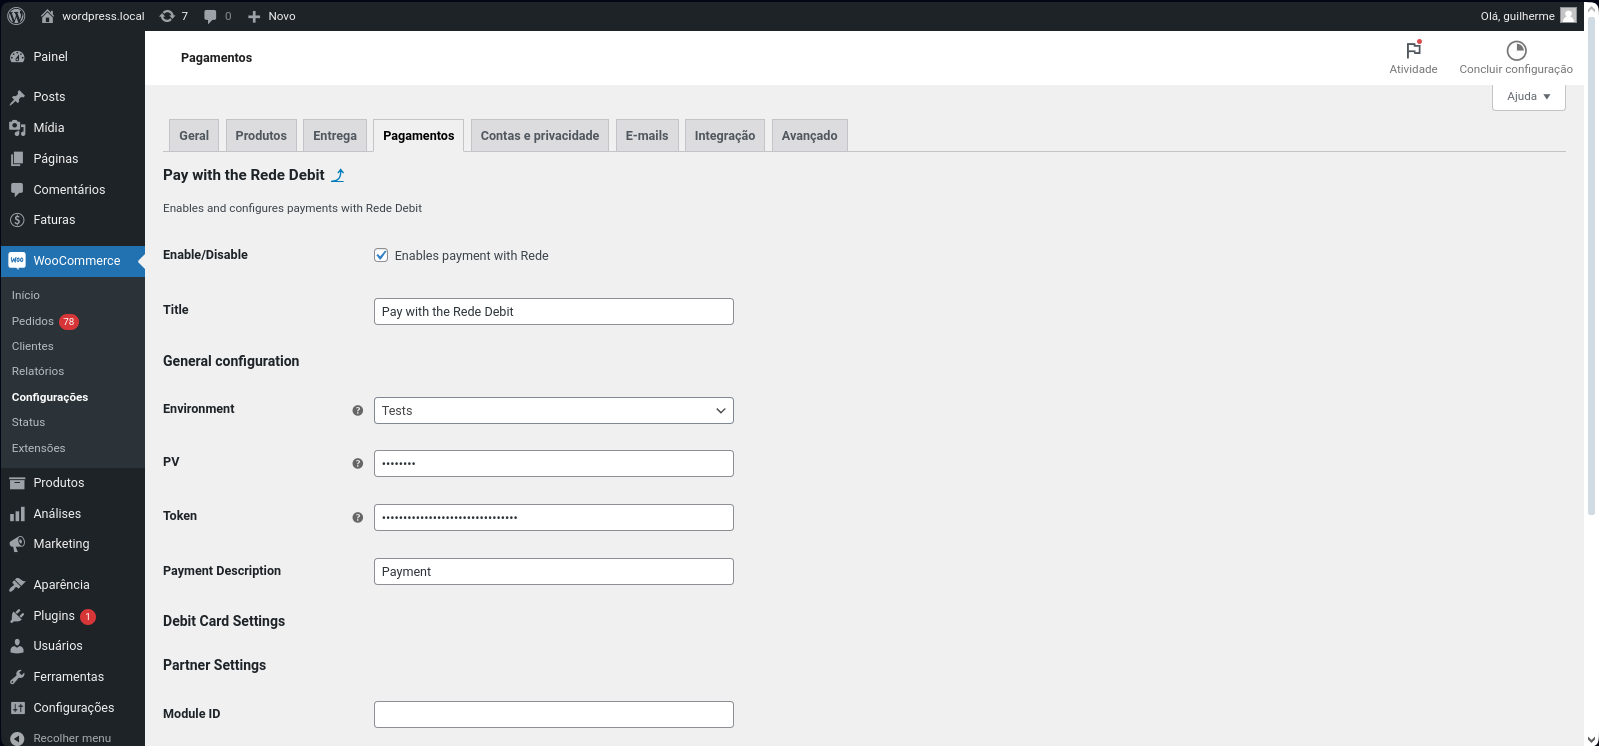 wordpress.local 7 0 Novo Olá, guilherme
Painel
Posts
Mídia
Páginas
Comentários
Faturas
WooCommerce
Início
Pedidos 78
Clientes
Relatórios
Configurações
Status
Extensões
Produtos
Análises
Marketing
Aparência
Plugins 1
Usuários
Ferramentas
Configurações
Recolher menu
Pagamentos
Atividade
Concluir configuração
Ajuda
Geral Produtos Entrega Pagamentos Contas e privacidade E-mails Integração Avançado
Pay with the Rede Debit
Enables and configures payments with Rede Debit
Enable/Disable Enables payment with Rede
Title Pay with the Rede Debit
General configuration
Environment ? Tests
PV ? ••••••••
Token ? ••••••••••••••••••••••••••••••••
Payment Description Payment
Debit Card Settings
Partner Settings
Module ID